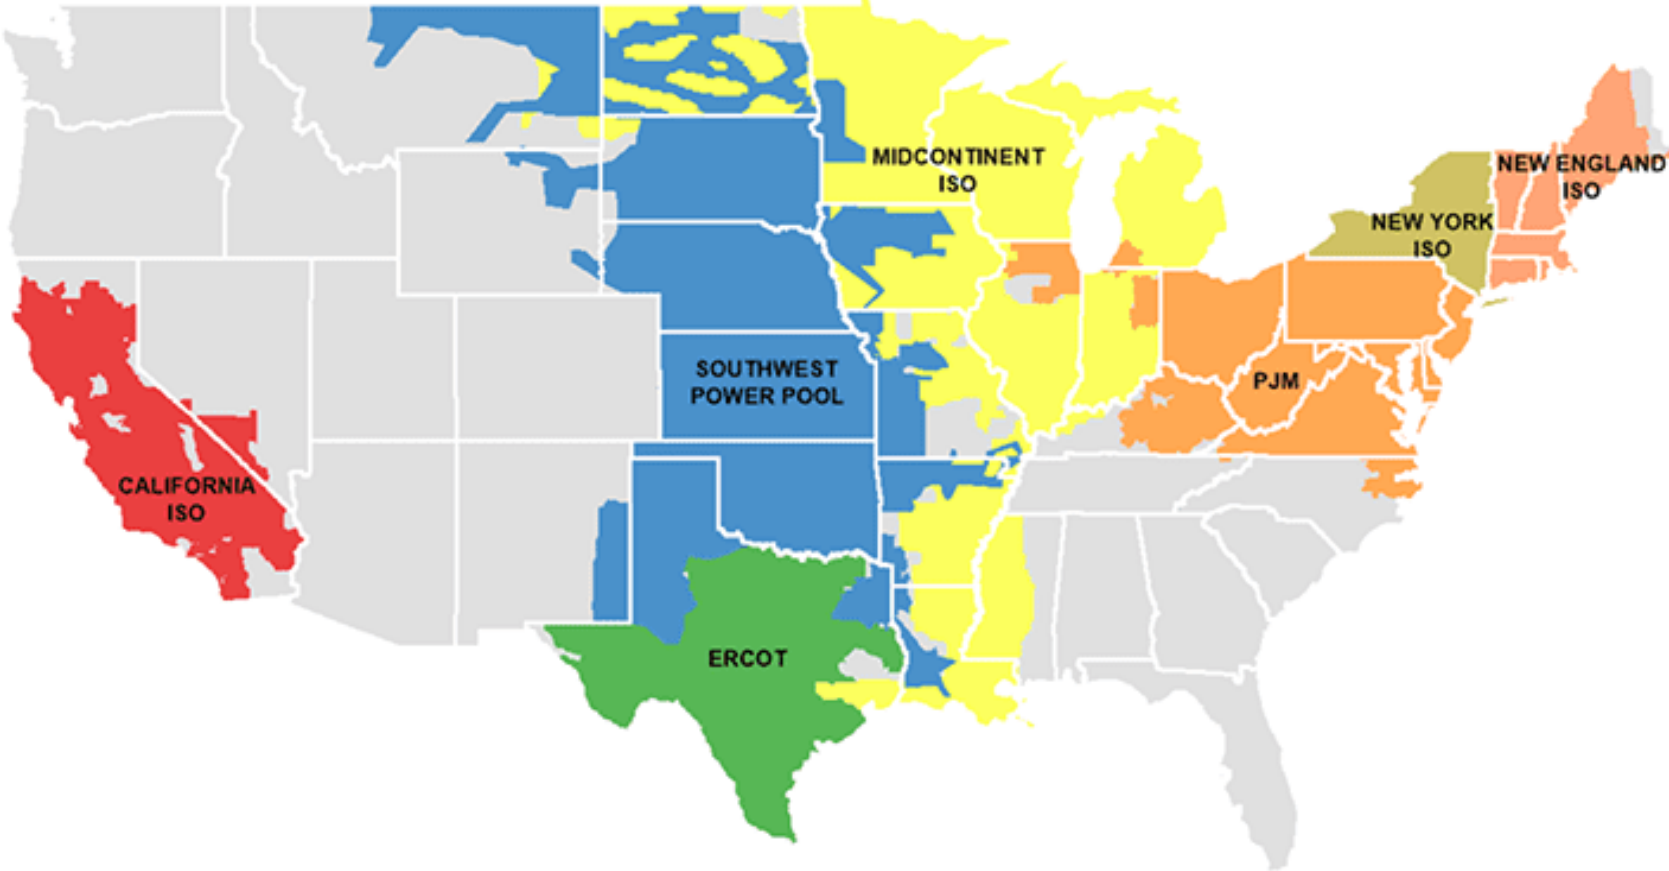 MIDCONTINENT
ISO
NEW ENGLAND
ISO
NEW YORK
ISO
SOUTHWEST
POWER POOL
PJM
CALIFORNIA
ISO
ERCOT